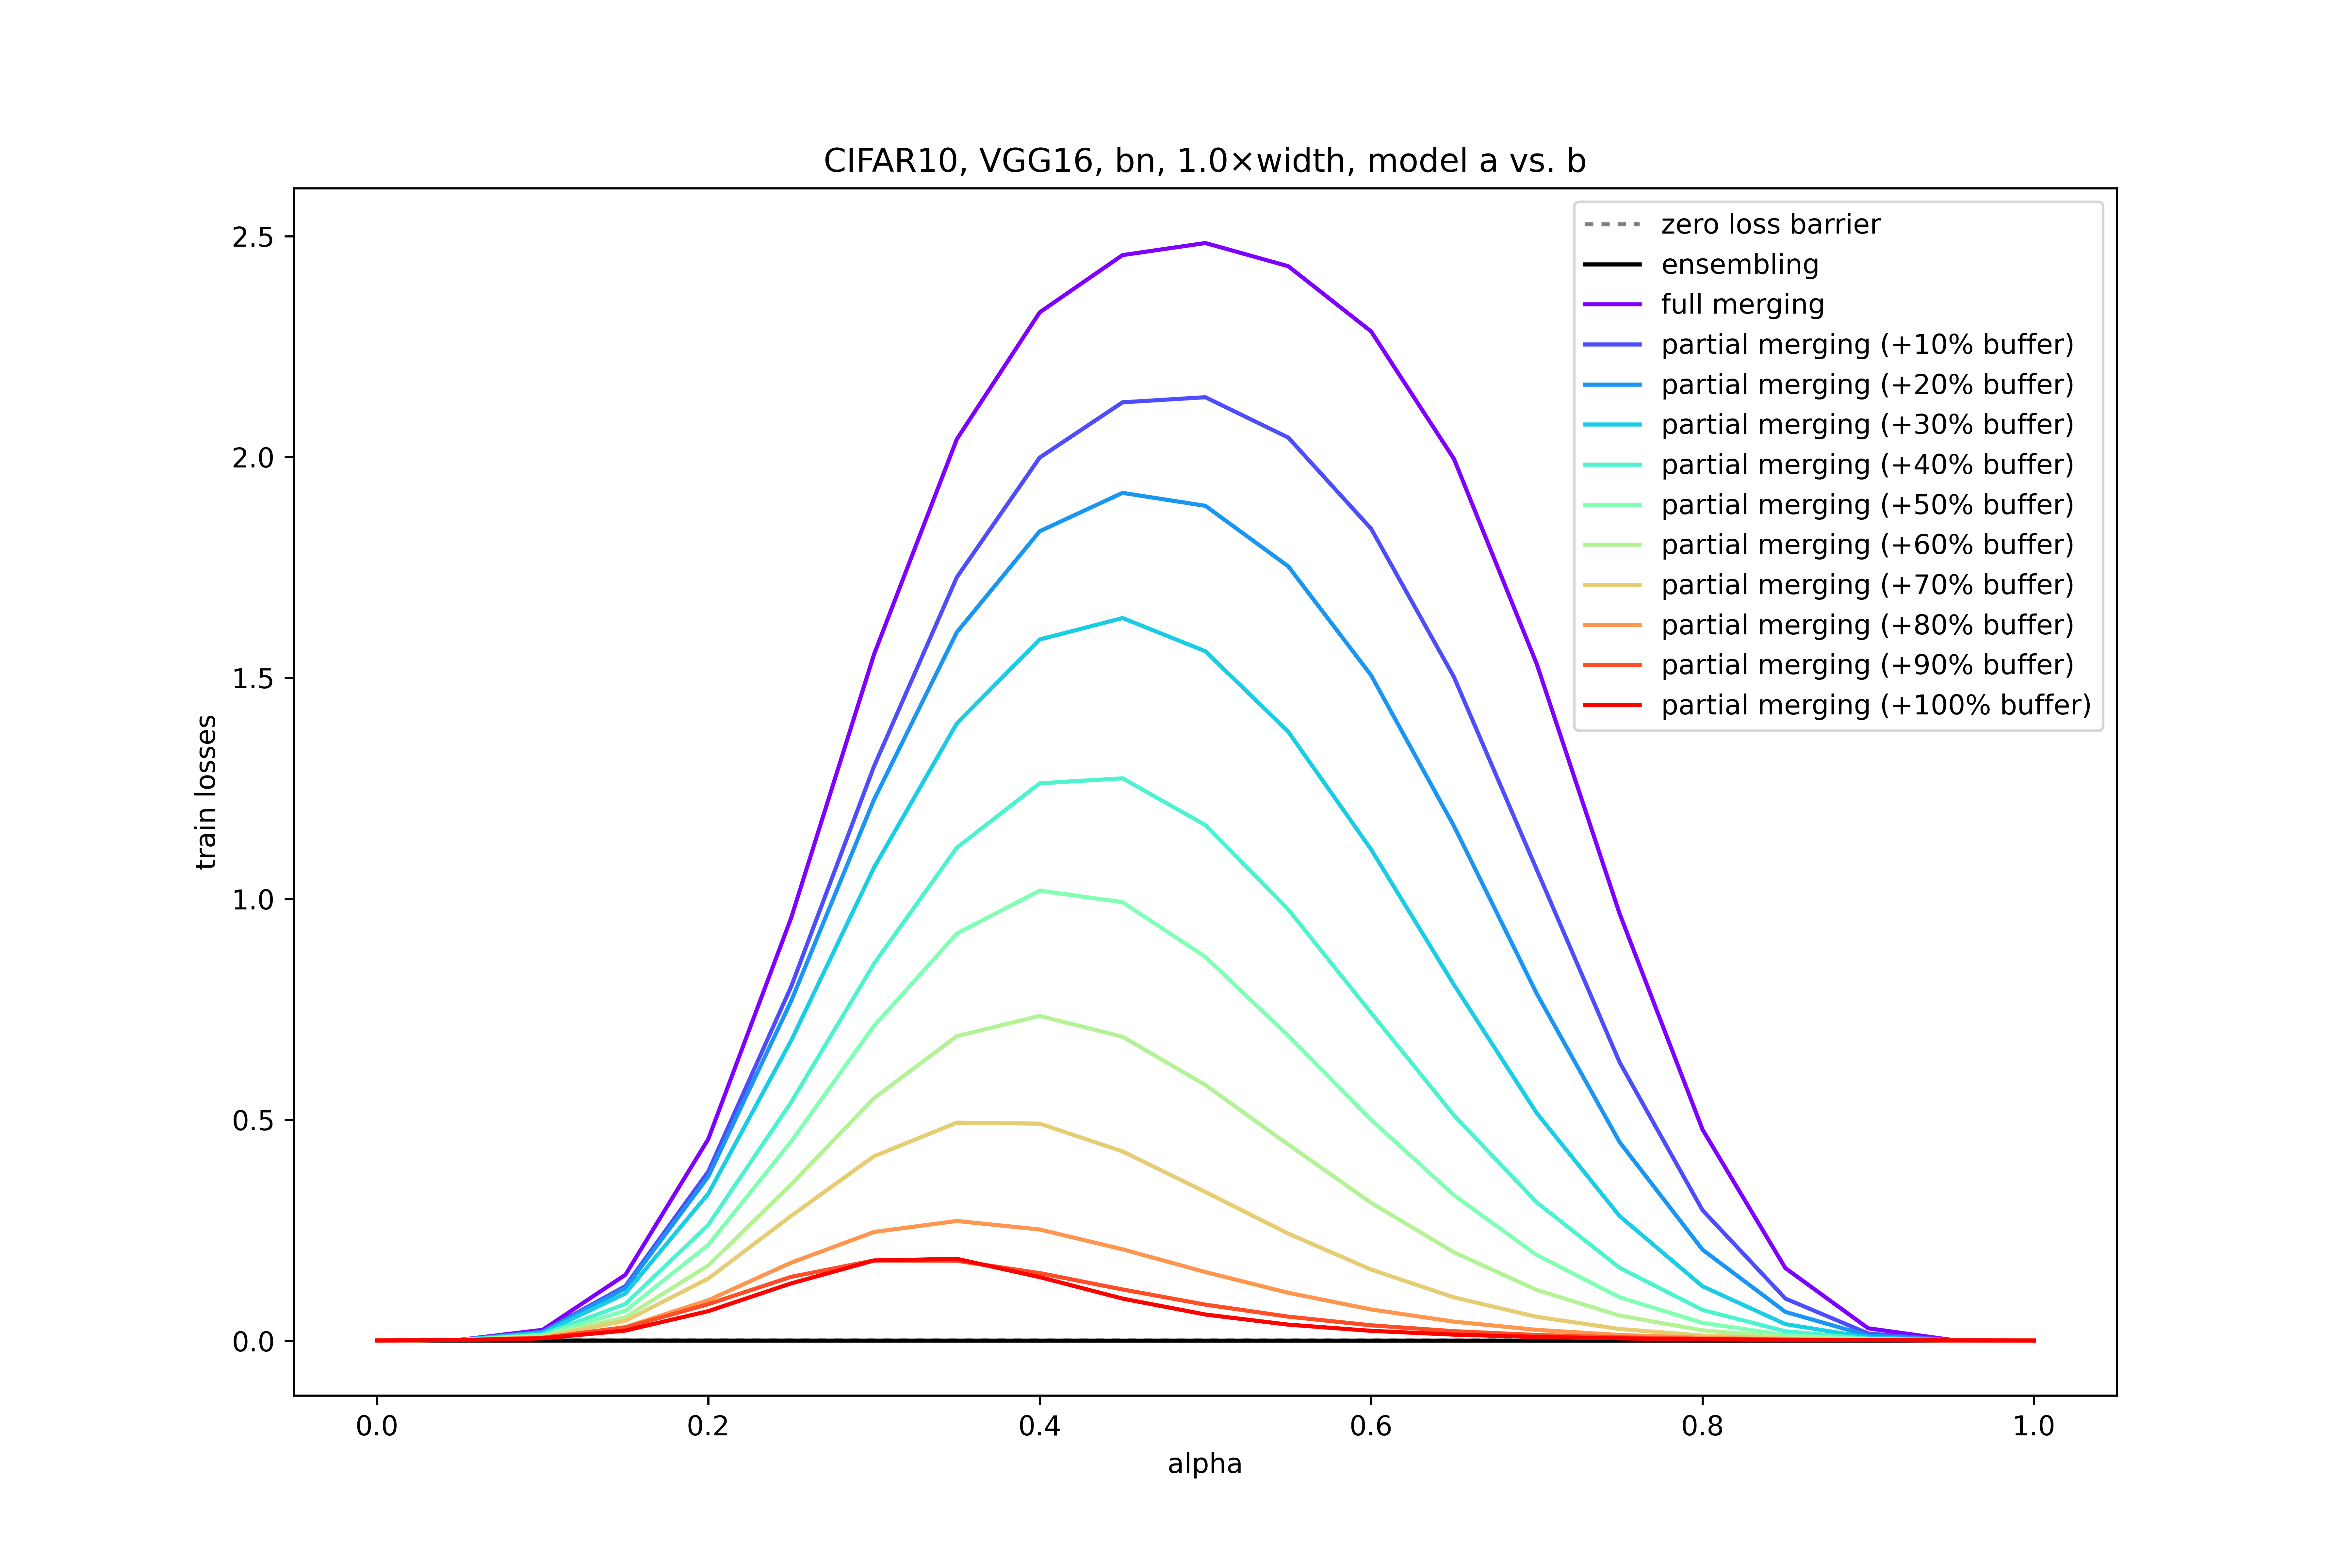 CIFAR10, VGG16, bn, 1.0×width, model a vs. b
zero loss barrier
ensembling
full merging
partial merging (+10% buffer)
partial merging (+20% buffer)
partial merging (+30% buffer)
partial merging (+40% buffer)
partial merging (+50% buffer)
partial merging (+60% buffer)
partial merging (+70% buffer)
partial merging (+80% buffer)
partial merging (+90% buffer)
partial merging (+100% buffer)
train losses
2.5
2.0
1.5
1.0
0.5
0.0
0.0 0.2 0.4 0.6 0.8 1.0
alpha